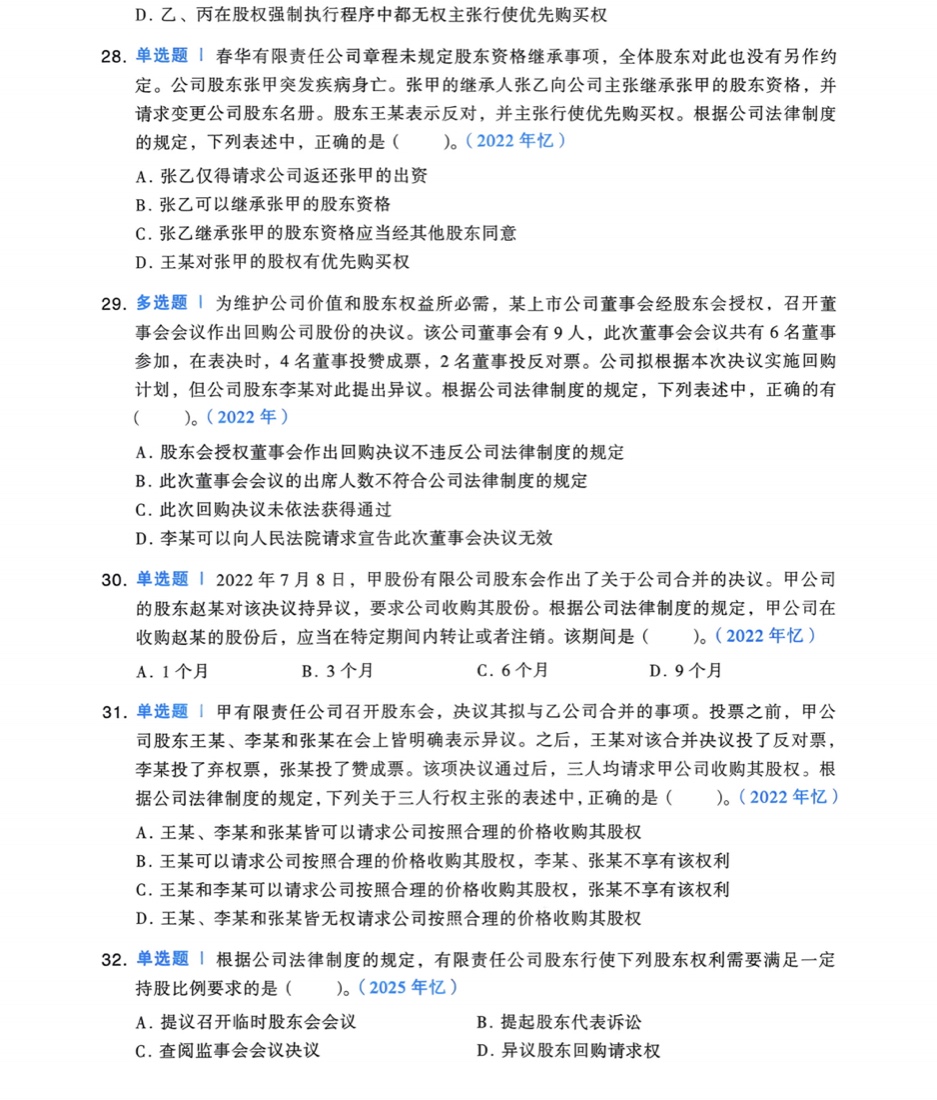 D. 乙、丙在股权强制执行程序中都无权主张行使优先购买权
28. 单选题 | 春华有限责任公司章程未规定股东资格继承事项，全体股东对此也没有另作约
定。公司股东张甲突发疾病身亡。张甲的继承人张乙向公司主张继承张甲的股东资格，并
请求变更公司股东名册。股东王某表示反对，并主张行使优先购买权。根据公司法律制度
的规定，下列表述中，正确的是（　　）。（2022 年忆）
A. 张乙仅得请求公司返还张甲的出资
B. 张乙可以继承张甲的股东资格
C. 张乙继承张甲的股东资格应当经其他股东同意
D. 王某对张甲的股权有优先购买权
29. 多选题 | 为维护公司价值和股东权益所必需，某上市公司董事会经股东会授权，召开董
事会会议作出回购公司股份的决议。该公司董事会有 9 人，此次董事会会议共有 6 名董事
参加，在表决时，4 名董事投赞成票，2 名董事投反对票。公司拟根据本次决议实施回购
计划，但公司股东李某对此提出异议。根据公司法律制度的规定，下列表述中，正确的有
（　　）。（2022 年）
A. 股东会授权董事会作出回购决议不违反公司法律制度的规定
B. 此次董事会会议的出席人数不符合公司法律制度的规定
C. 此次回购决议未依法获得通过
D. 李某可以向人民法院请求宣告此次董事会决议无效
30. 单选题 | 2022 年 7 月 8 日，甲股份有限公司股东会作出了关于公司合并的决议。甲公司
的股东赵某对该决议持异议，要求公司收购其股份。根据公司法律制度的规定，甲公司在
收购赵某的股份后，应当在特定期间内转让或者注销。该期间是（　　）。（2022 年忆）
A. 1 个月　　B. 3 个月　　C. 6 个月　　D. 9 个月
31. 单选题 | 甲有限责任公司召开股东会，决议其拟与乙公司合并的事项。投票之前，甲公
司股东王某、李某和张某在会上皆明确表示异议。之后，王某对该合并决议投了反对票，
李某投了弃权票，张某投了赞成票。该项决议通过后，三人均请求甲公司收购其股权。根
据公司法律制度的规定，下列关于三人行权主张的表述中，正确的是（　　）。（2022 年忆）
A. 王某、李某和张某皆可以请求公司按照合理的价格收购其股权
B. 王某可以请求公司按照合理的价格收购其股权，李某、张某不享有该权利
C. 王某和李某可以请求公司按照合理的价格收购其股权，张某不享有该权利
D. 王某、李某和张某皆无权请求公司按照合理的价格收购其股权
32. 单选题 | 根据公司法律制度的规定，有限责任公司股东行使下列股东权利需要满足一定
持股比例要求的是（　　）。（2025 年忆）
A. 提议召开临时股东会会议　　B. 提起股东代表诉讼
C. 查阅监事会会议决议　　D. 异议股东回购请求权